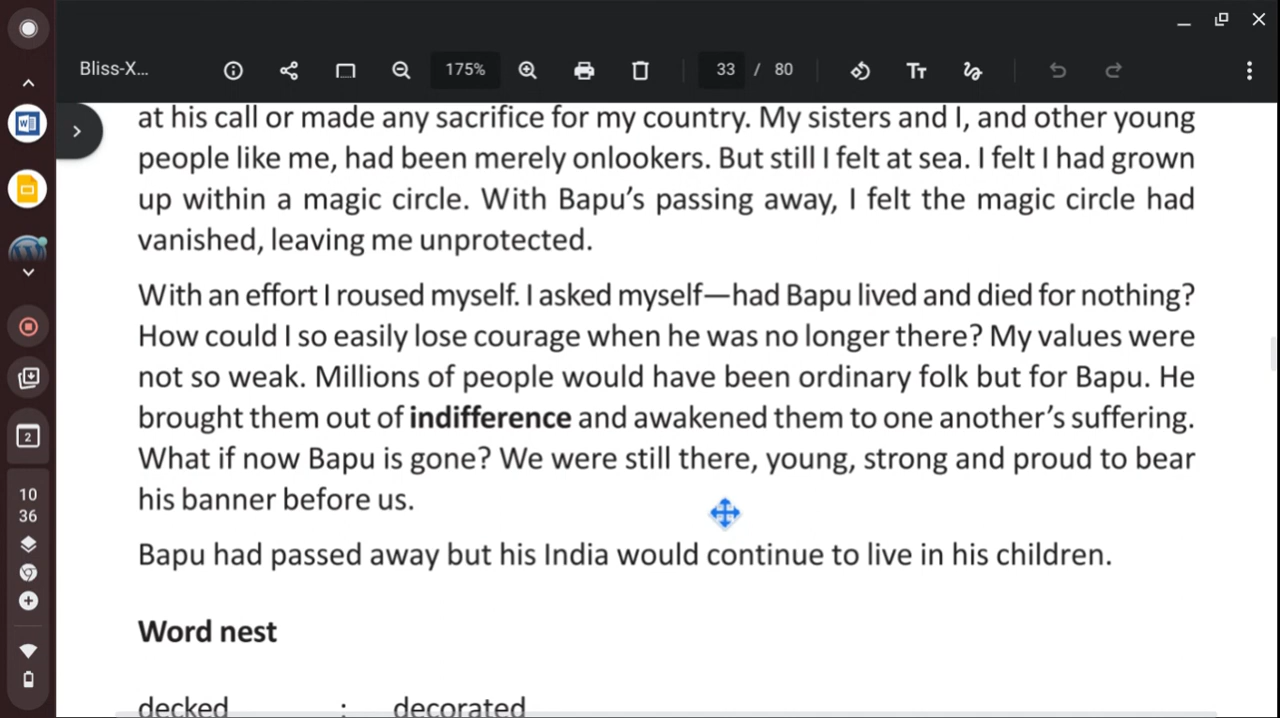 Bliss-X...
175%
33 / 80
Tт
at his call or made any sacrifice for my country. My sisters and I, and other young
people like me, had been merely onlookers. But still I felt at sea. I felt I had grown
up within a magic circle. With Bapu’s passing away, I felt the magic circle had
vanished, leaving me unprotected.
With an effort I roused myself. I asked myself—had Bapu lived and died for nothing?
How could I so easily lose courage when he was no longer there? My values were
not so weak. Millions of people would have been ordinary folk but for Bapu. He
brought them out of indifference and awakened them to one another’s suffering.
What if now Bapu is gone? We were still there, young, strong and proud to bear
his banner before us.
Bapu had passed away but his India would continue to live in his children.
Word nest
decked : decorated
W
2
10
36